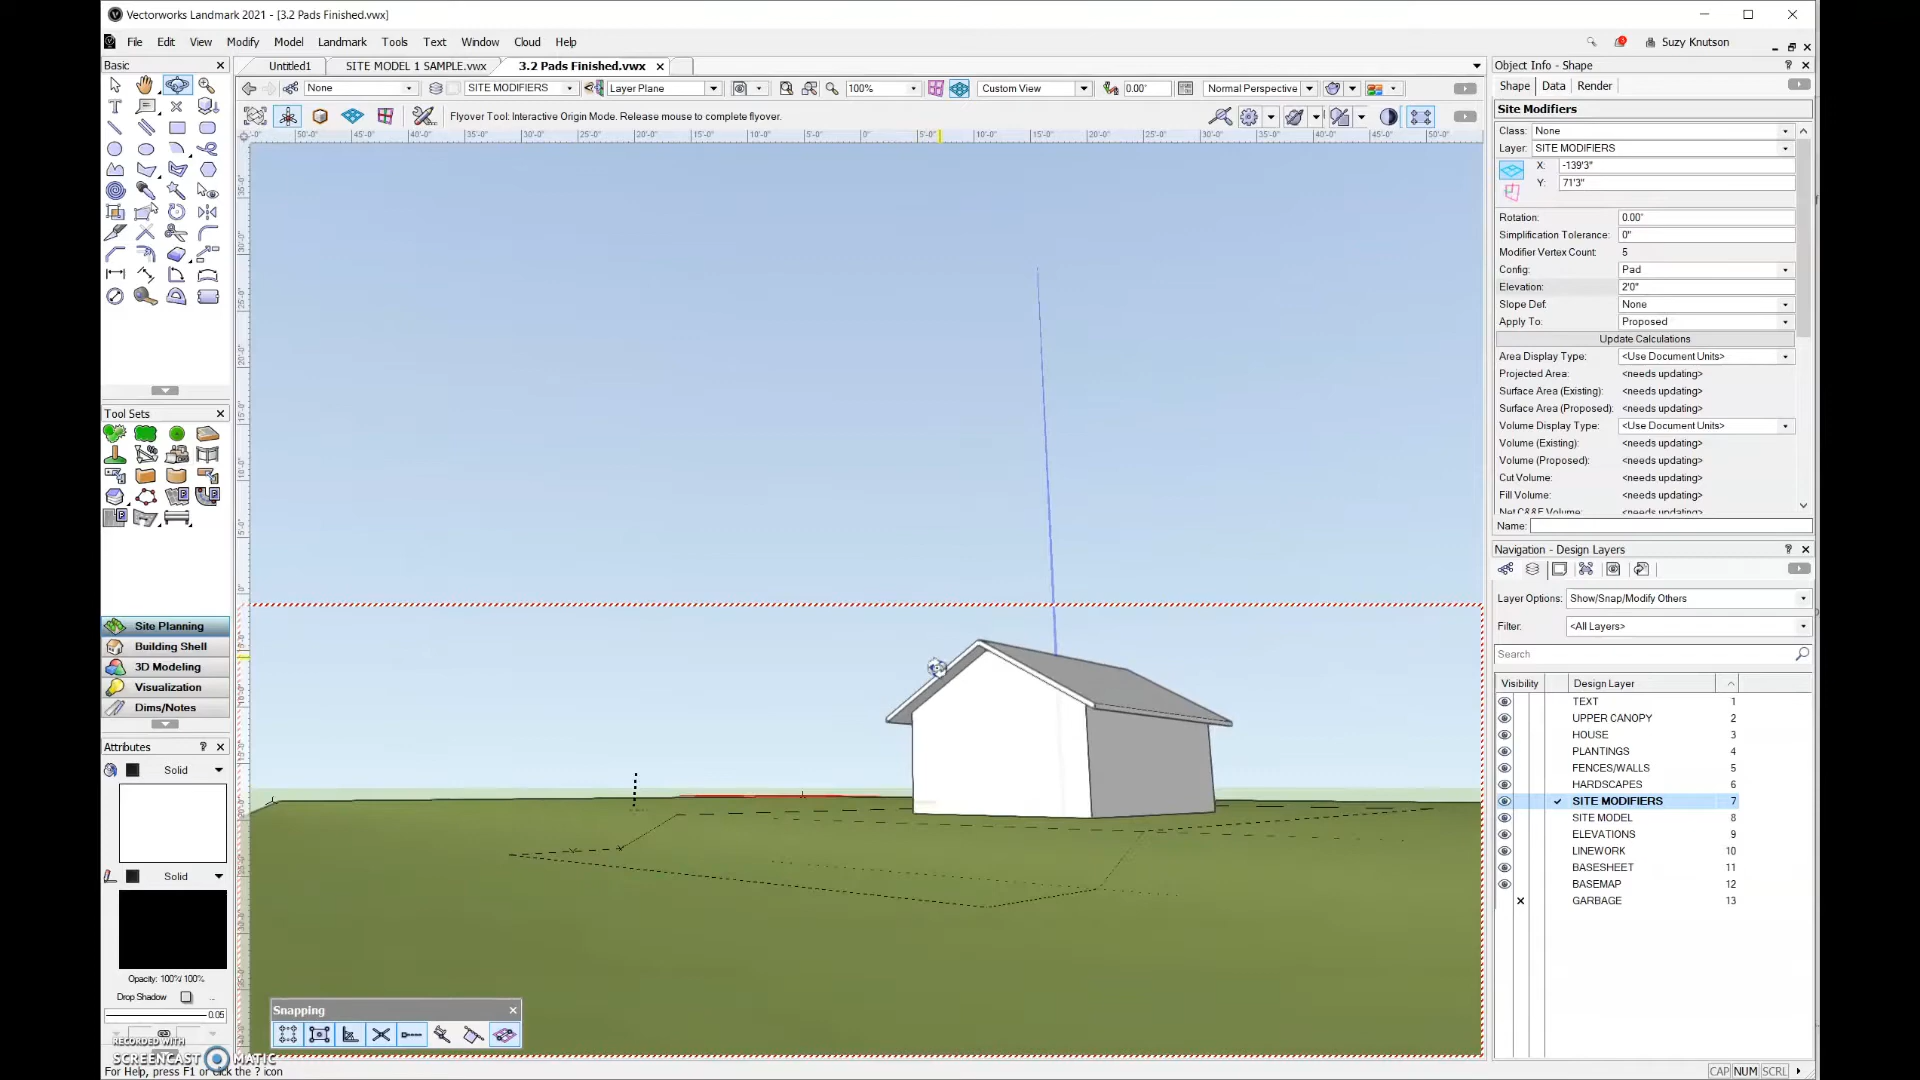 Vectorworks Landmark 2021 - [3.2 Pads Finished.vwx]
File Edit View Modify Model Landmark Tools Text Window Cloud Help
Suzy Knutson
Basic
Untitled1
SITE MODEL 1 SAMPLE.vwx
3.2 Pads Finished.vwx
None
SITE MODIFIERS
Layer Plane
100%
Custom View
0.00°
Normal Perspective
Flyover Tool: Interactive Origin Mode. Release mouse to complete flyover.
Tool Sets
Site Planning
Building Shell
3D Modeling
Visualization
Dims/Notes
Attributes
Solid
Solid
Opacity: 100%/ 100%
Drop Shadow
0.05
RECORDED WITH
SCREENCAST MATIC
For Help, press F1 or click the ? icon
Snapping
Object Info - Shape
Shape Data Render
Site Modifiers
Class: None
Layer: SITE MODIFIERS
X: -139'3"
Y: 71'3"
Rotation: 0.00°
Simplification Tolerance: 0"
Modifier Vertex Count: 5
Config: Pad
Elevation: 2'0"
Slope Def: None
Apply To: Proposed
Update Calculations
Area Display Type: <Use Document Units>
Projected Area: <needs updating>
Surface Area (Existing): <needs updating>
Surface Area (Proposed): <needs updating>
Volume Display Type: <Use Document Units>
Volume (Existing): <needs updating>
Volume (Proposed): <needs updating>
Cut Volume: <needs updating>
Fill Volume: <needs updating>
Net C&F Volume: <needs updating>
Name:
Navigation - Design Layers
Layer Options: Show/Snap/Modify Others
Filter: <All Layers>
Search
Visibility Design Layer
TEXT 1
UPPER CANOPY 2
HOUSE 3
PLANTINGS 4
FENCES/WALLS 5
HARDSCAPES 6
SITE MODIFIERS 7
SITE MODEL 8
ELEVATIONS 9
LINEWORK 10
BASESHEET 11
BASEMAP 12
GARBAGE 13
CAP NUM SCRL